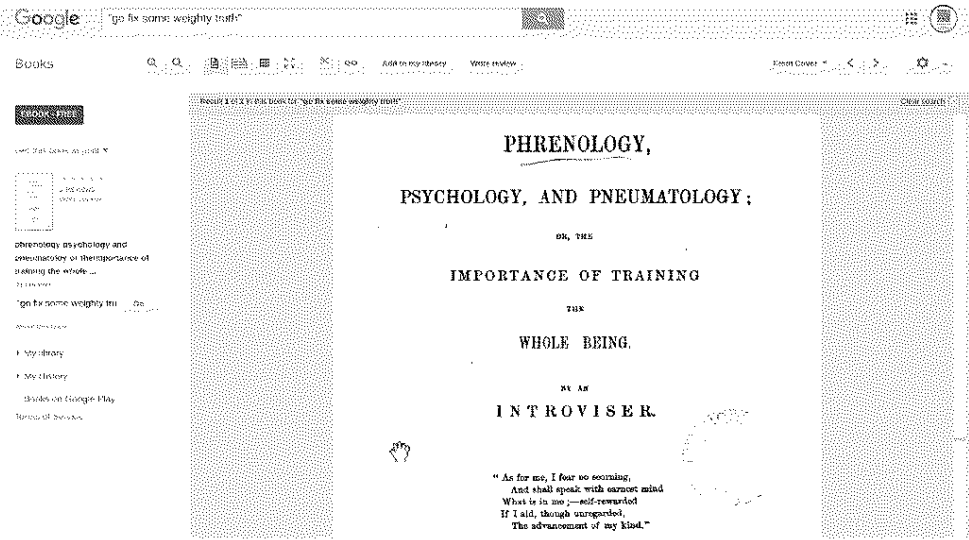 Google
"go fix some weighty truth"
Books
Add to my library
Write review
Front Cover
EBOOK - FREE
Result 1 of 2 in this book for "go fix some weighty truth"
Clear search
PHRENOLOGY,
PSYCHOLOGY, AND PNEUMATOLOGY;
OR, THE
IMPORTANCE OF TRAINING
THE
WHOLE BEING.
BY AN
INTROVISER.
" As for me, I fear no scorning,
And shall speak with earnest mind
What is in me ;—self-rewarded
If I aid, though unregarded,
The advancement of my kind."
phrenology psychology and
pneumatoloy or theimportance of
training the whole ...
"go fix some weighty tru
Go
My library
My History
Books on Google Play
Terms of Service